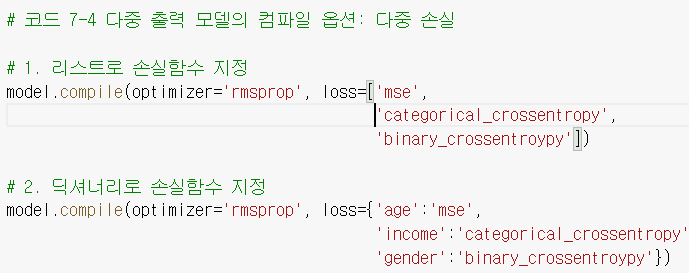 # 코드 7-4 다중 출력 모델의 컴파일 옵션: 다중 손실
# 1. 리스트로 손실함수 지정
model.compile(optimizer='rmsprop', loss=['mse',
'categorical_crossentropy',
'binary_crossentroypy'])
# 2. 딕셔너리로 손실함수 지정
model.compile(optimizer='rmsprop', loss={'age':'mse',
'income':'categorical_crossentropy'
'gender':'binary_crossentroypy'})